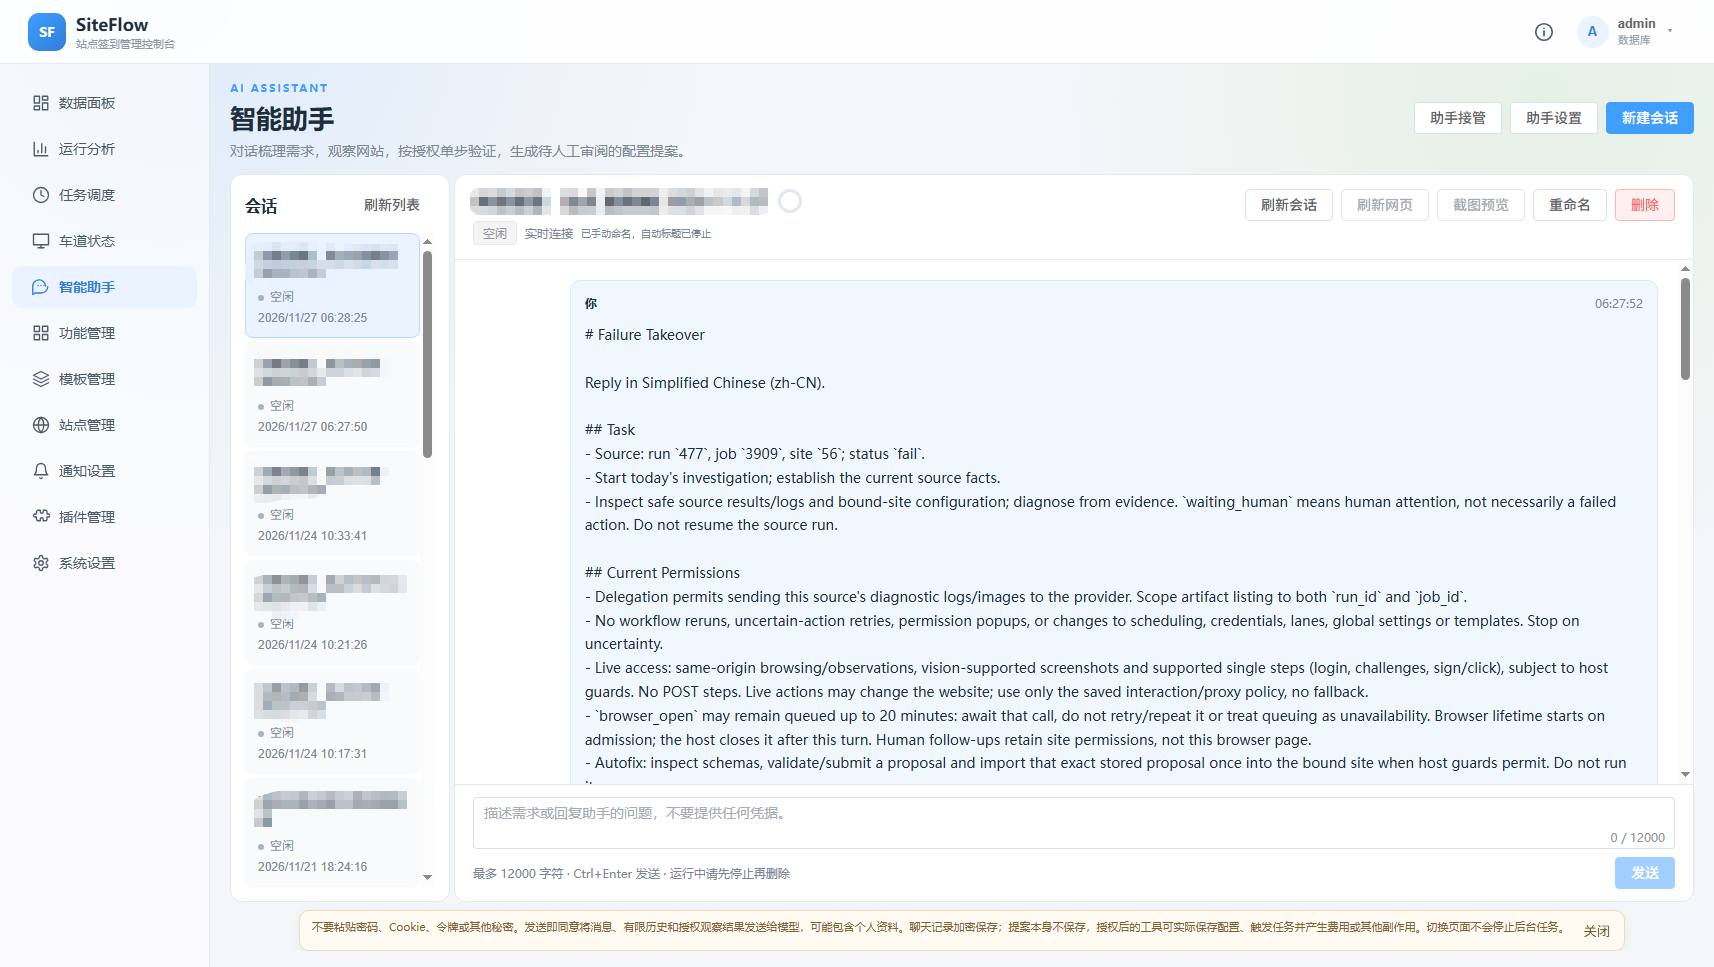 SF
SiteFlow
站点签到管理控制台
A
admin
数据库
数据面板
运行分析
任务调度
车道状态
智能助手
功能管理
模板管理
站点管理
通知设置
插件管理
系统设置
AI ASSISTANT
智能助手
对话梳理需求，观察网站，按授权单步验证，生成待人工审阅的配置提案。
助手接管
助手设置
新建会话
会话
刷新列表
空闲
2026/11/27 06:28:25
空闲
2026/11/27 06:27:50
空闲
2026/11/24 10:33:41
空闲
2026/11/24 10:21:26
空闲
2026/11/24 10:17:31
空闲
2026/11/21 18:24:16
空闲 实时连接 已手动命名，自动标题已停止
刷新会话
刷新网页
截图预览
重命名
删除
你
06:27:52
# Failure Takeover
Reply in Simplified Chinese (zh-CN).
## Task
- Source: run `477`, job `3909`, site `56`; status `fail`.
- Start today's investigation; establish the current source facts.
- Inspect safe source results/logs and bound-site configuration; diagnose from evidence. `waiting_human` means human attention, not necessarily a failed
action. Do not resume the source run.
## Current Permissions
- Delegation permits sending this source's diagnostic logs/images to the provider. Scope artifact listing to both `run_id` and `job_id`.
- No workflow reruns, uncertain-action retries, permission popups, or changes to scheduling, credentials, lanes, global settings or templates. Stop on
uncertainty.
- Live access: same-origin browsing/observations, vision-supported screenshots and supported single steps (login, challenges, sign/click), subject to host
guards. No POST steps. Live actions may change the website; use only the saved interaction/proxy policy, no fallback.
- `browser_open` may remain queued up to 20 minutes: await that call, do not retry/repeat it or treat queuing as unavailability. Browser lifetime starts on
admission; the host closes it after this turn. Human follow-ups retain site permissions, not this browser page.
- Autofix: inspect schemas, validate/submit a proposal and import that exact stored proposal once into the bound site when host guards permit. Do not run
描述需求或回复助手的问题，不要提供任何凭据。
0 / 12000
最多 12000 字符 · Ctrl+Enter 发送 · 运行中请先停止再删除
发送
不要粘贴密码、Cookie、令牌或其他秘密。发送即同意将消息、有限历史和授权观察结果发送给模型，可能包含个人资料。聊天记录加密保存；提案本身不保存，授权后的工具可实际保存配置、触发任务并产生费用或其他副作用。切换页面不会停止后台任务。
关闭